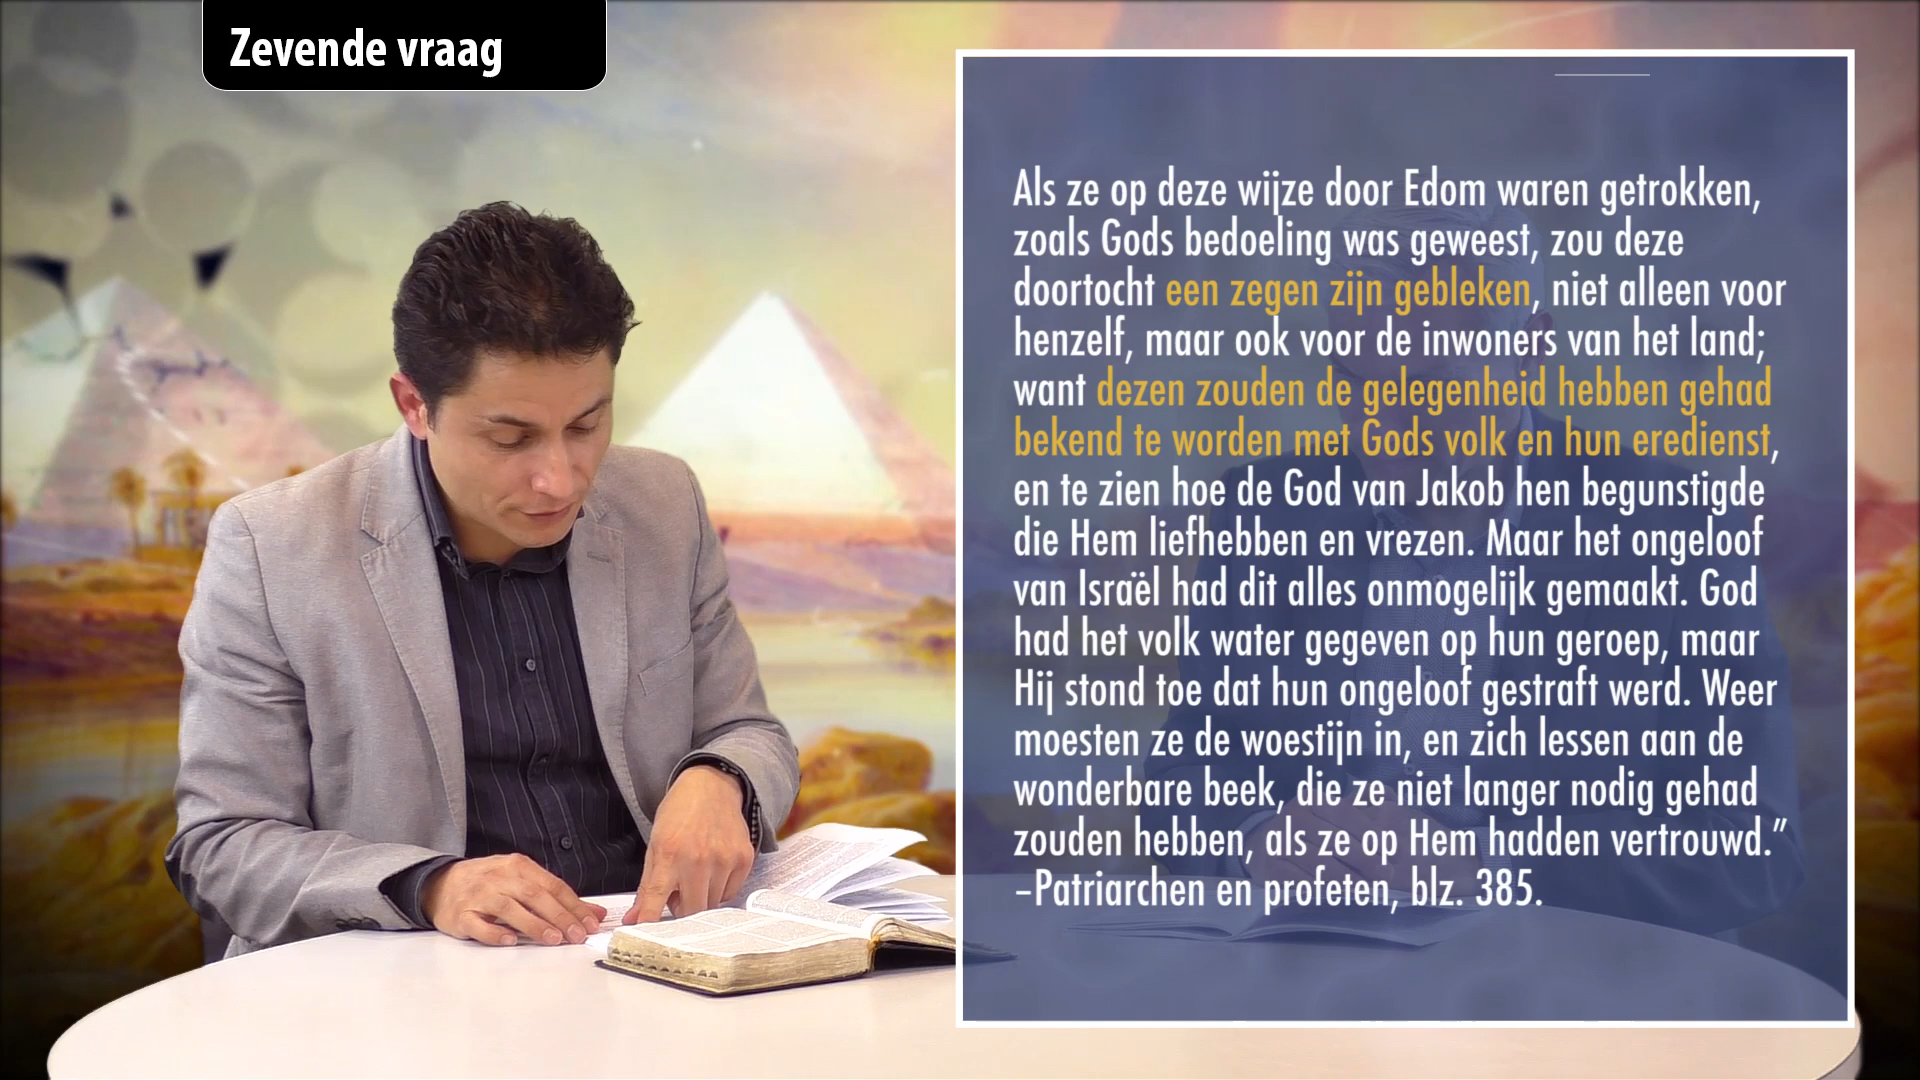 Zevende vraag
Als ze op deze wijze door Edom waren getrokken,
zoals Gods bedoeling was geweest, zou deze
doortocht een zegen zijn gebleken, niet alleen voor
henzelf, maar ook voor de inwoners van het land;
want dezen zouden de gelegenheid hebben gehad
bekend te worden met Gods volk en hun eredienst,
en te zien hoe de God van Jakob hen begunstigde
die Hem liefhebben en vrezen. Maar het ongeloof
van Israël had dit alles onmogelijk gemaakt. God
had het volk water gegeven op hun geroep, maar
Hij stond toe dat hun ongeloof gestraft werd. Weer
moesten ze de woestijn in, en zich lessen aan de
wonderbare beek, die ze niet langer nodig gehad
zouden hebben, als ze op Hem hadden vertrouwd.”
–Patriarchen en profeten, blz. 385.